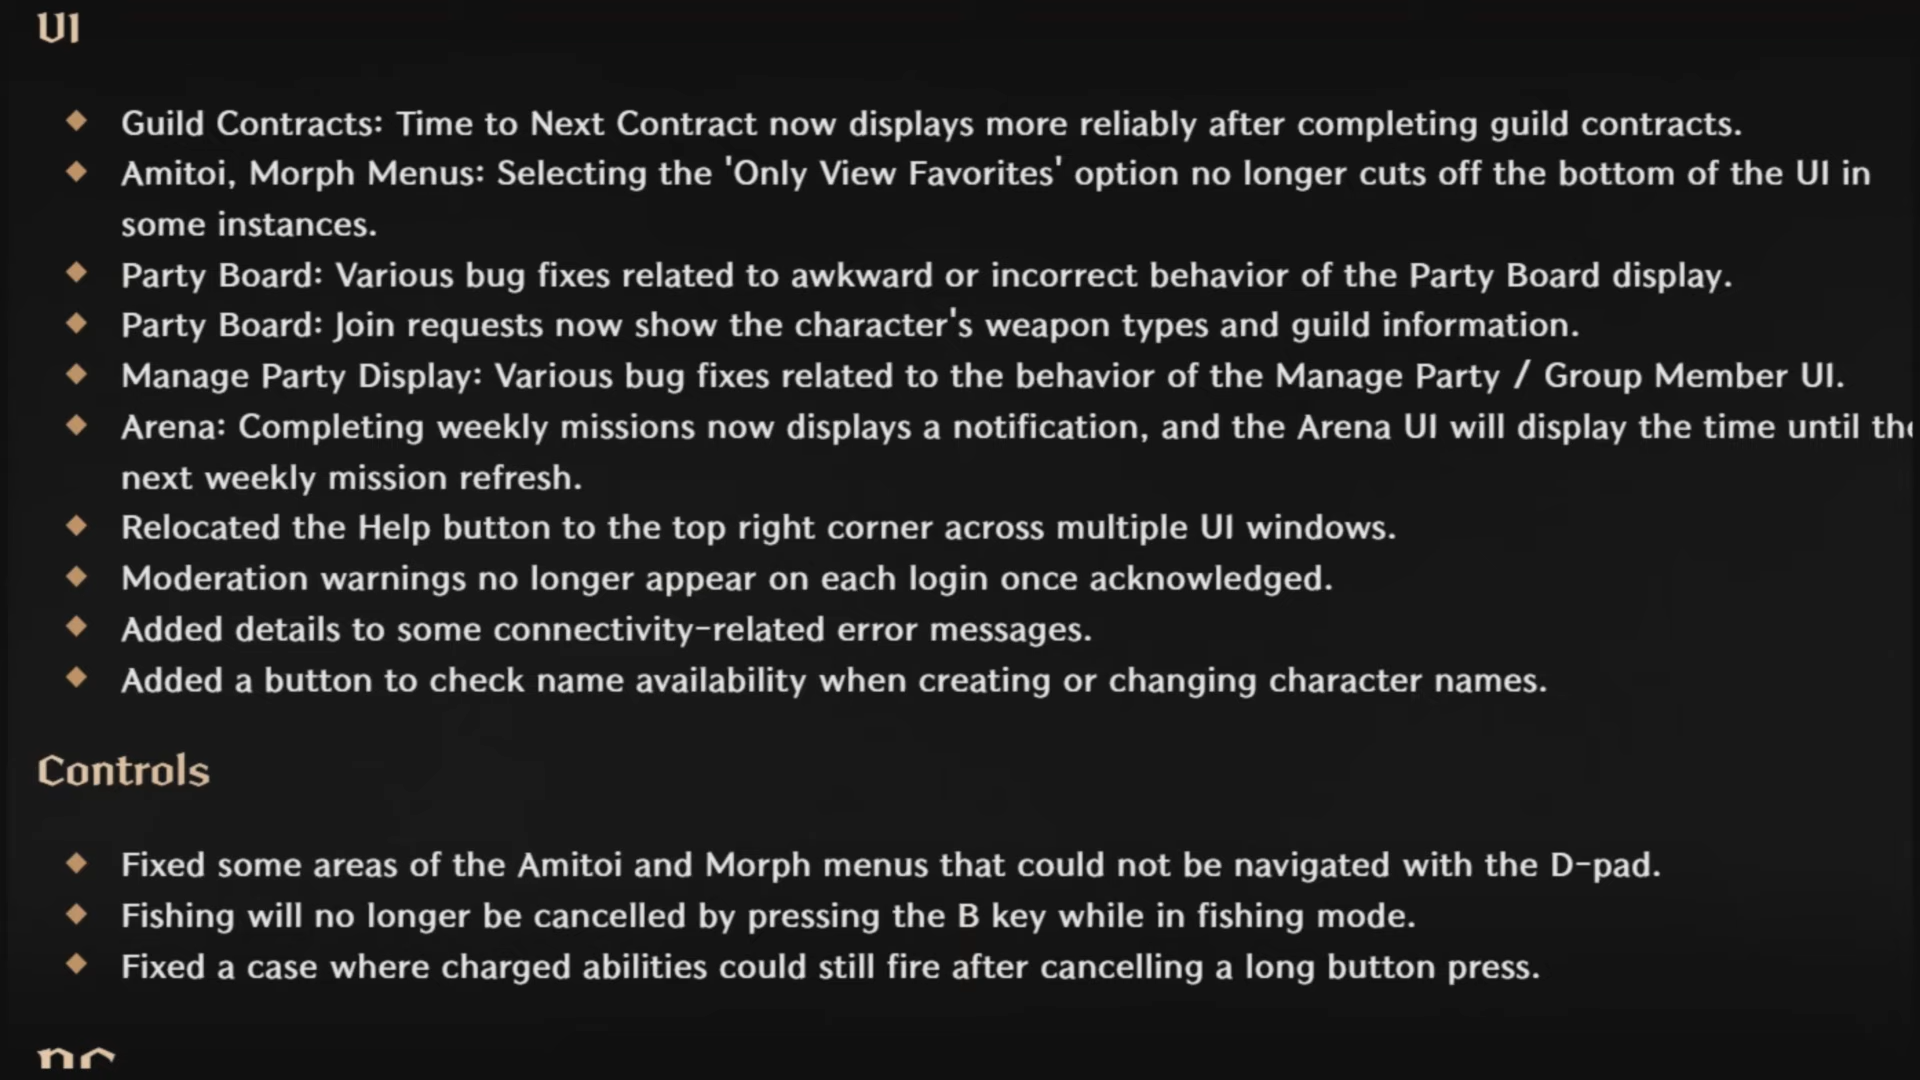 UI
Guild Contracts: Time to Next Contract now displays more reliably after completing guild contracts.
Amitoi, Morph Menus: Selecting the 'Only View Favorites' option no longer cuts off the bottom of the UI in
some instances.
Party Board: Various bug fixes related to awkward or incorrect behavior of the Party Board display.
Party Board: Join requests now show the character's weapon types and guild information.
Manage Party Display: Various bug fixes related to the behavior of the Manage Party / Group Member UI.
Arena: Completing weekly missions now displays a notification, and the Arena UI will display the time until the
next weekly mission refresh.
Relocated the Help button to the top right corner across multiple UI windows.
Moderation warnings no longer appear on each login once acknowledged.
Added details to some connectivity-related error messages.
Added a button to check name availability when creating or changing character names.
Controls
Fixed some areas of the Amitoi and Morph menus that could not be navigated with the D-pad.
Fishing will no longer be cancelled by pressing the B key while in fishing mode.
Fixed a case where charged abilities could still fire after cancelling a long button press.